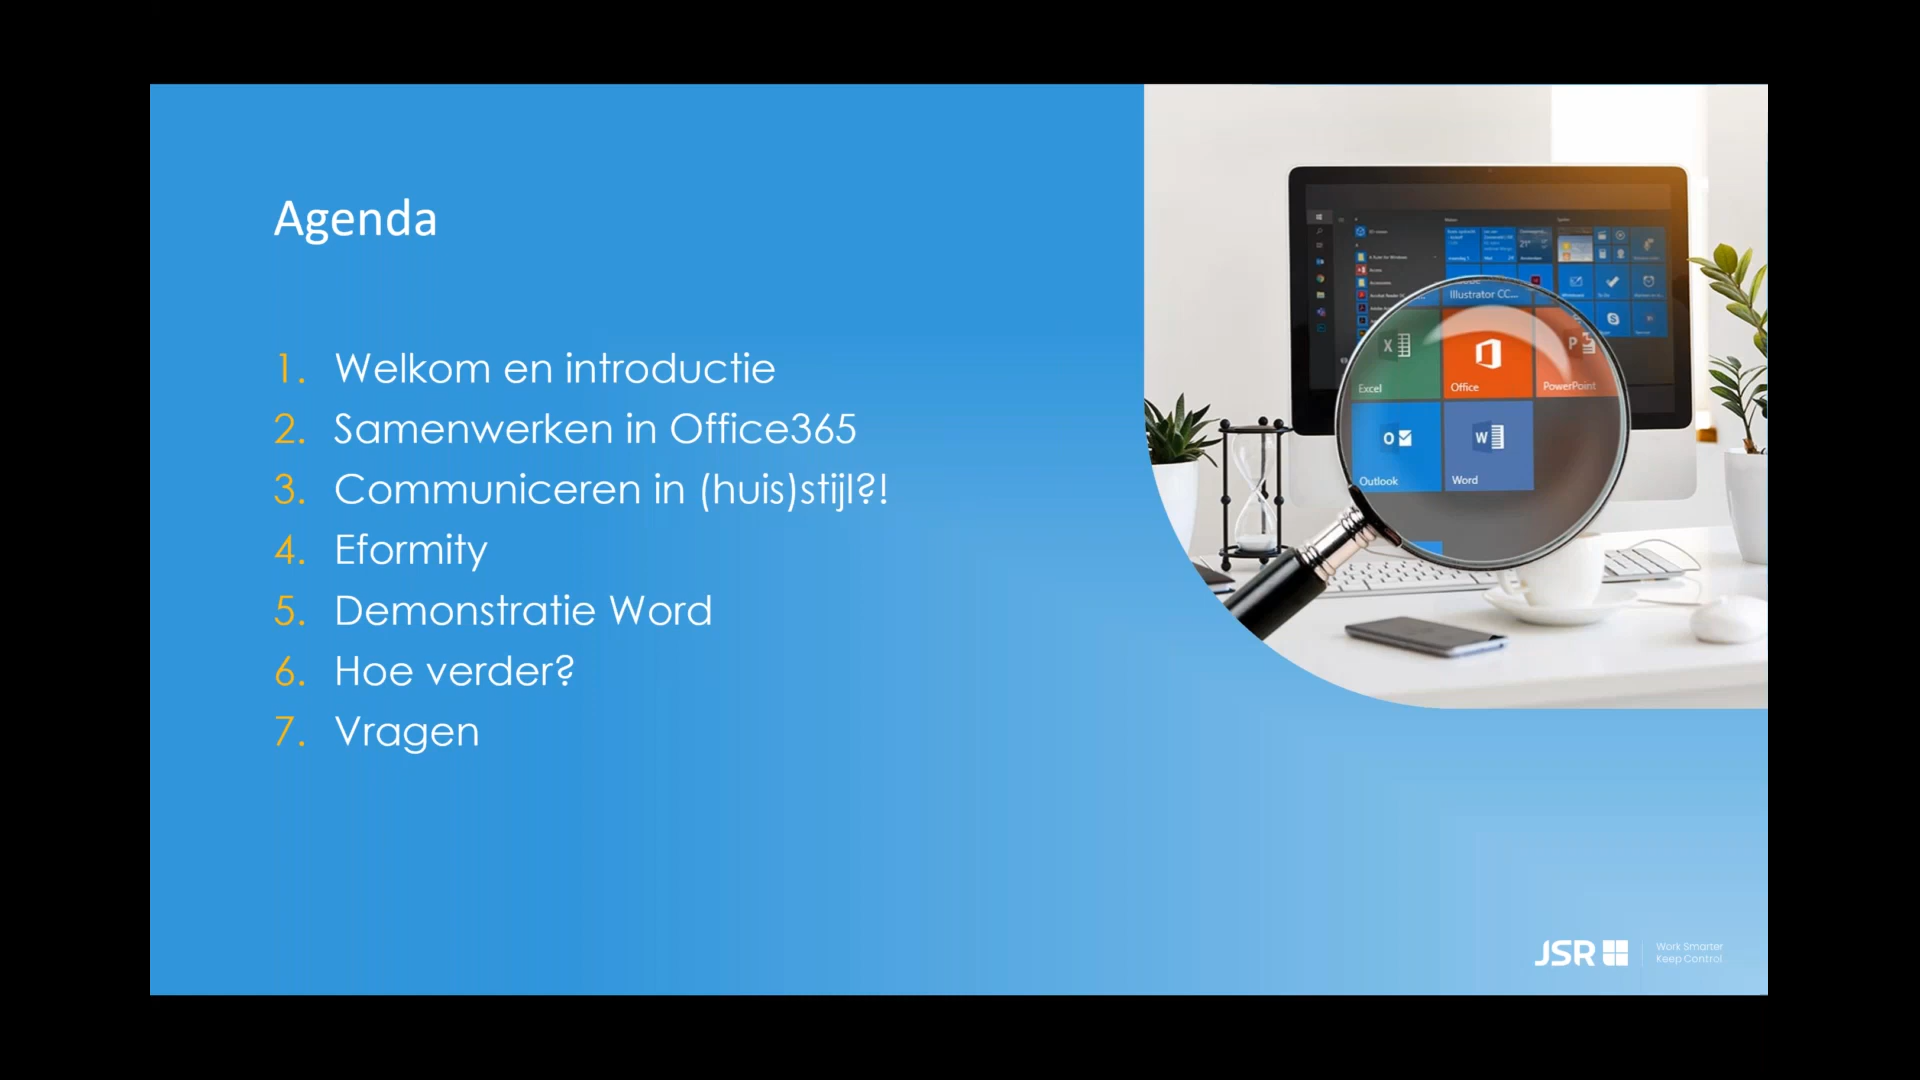 Agenda
1. Welkom en introductie
2. Samenwerken in Office365
3. Communiceren in (huis)stijl?!
4. Eformity
5. Demonstratie Word
6. Hoe verder?
7. Vragen
Illustrator CC...
Excel
Office
PowerPoint
Outlook
Word
JSR
Work Smarter
Keep Control